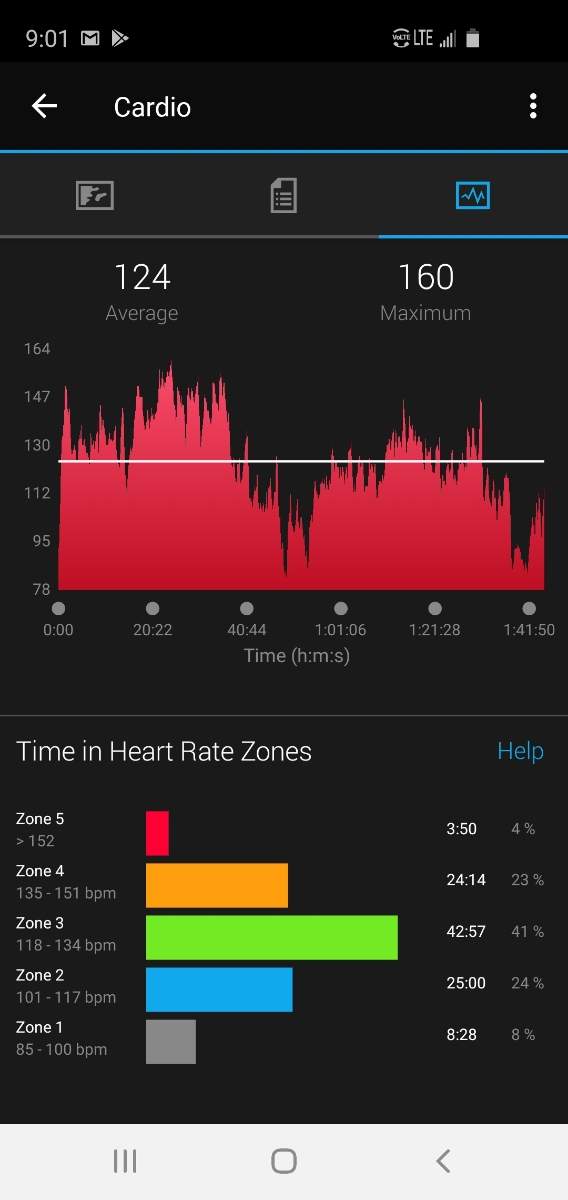 9:01 VoLTE LTE
Cardio
124 160
Average Maximum
164
147
130
112
95
78
0:00 20:22 40:44 1:01:06 1:21:28 1:41:50
Time (h:m:s)
Time in Heart Rate Zones Help
Zone 5
> 152 3:50 4 %
Zone 4
135 - 151 bpm 24:14 23 %
Zone 3
118 - 134 bpm 42:57 41 %
Zone 2
101 - 117 bpm 25:00 24 %
Zone 1
85 - 100 bpm 8:28 8 %